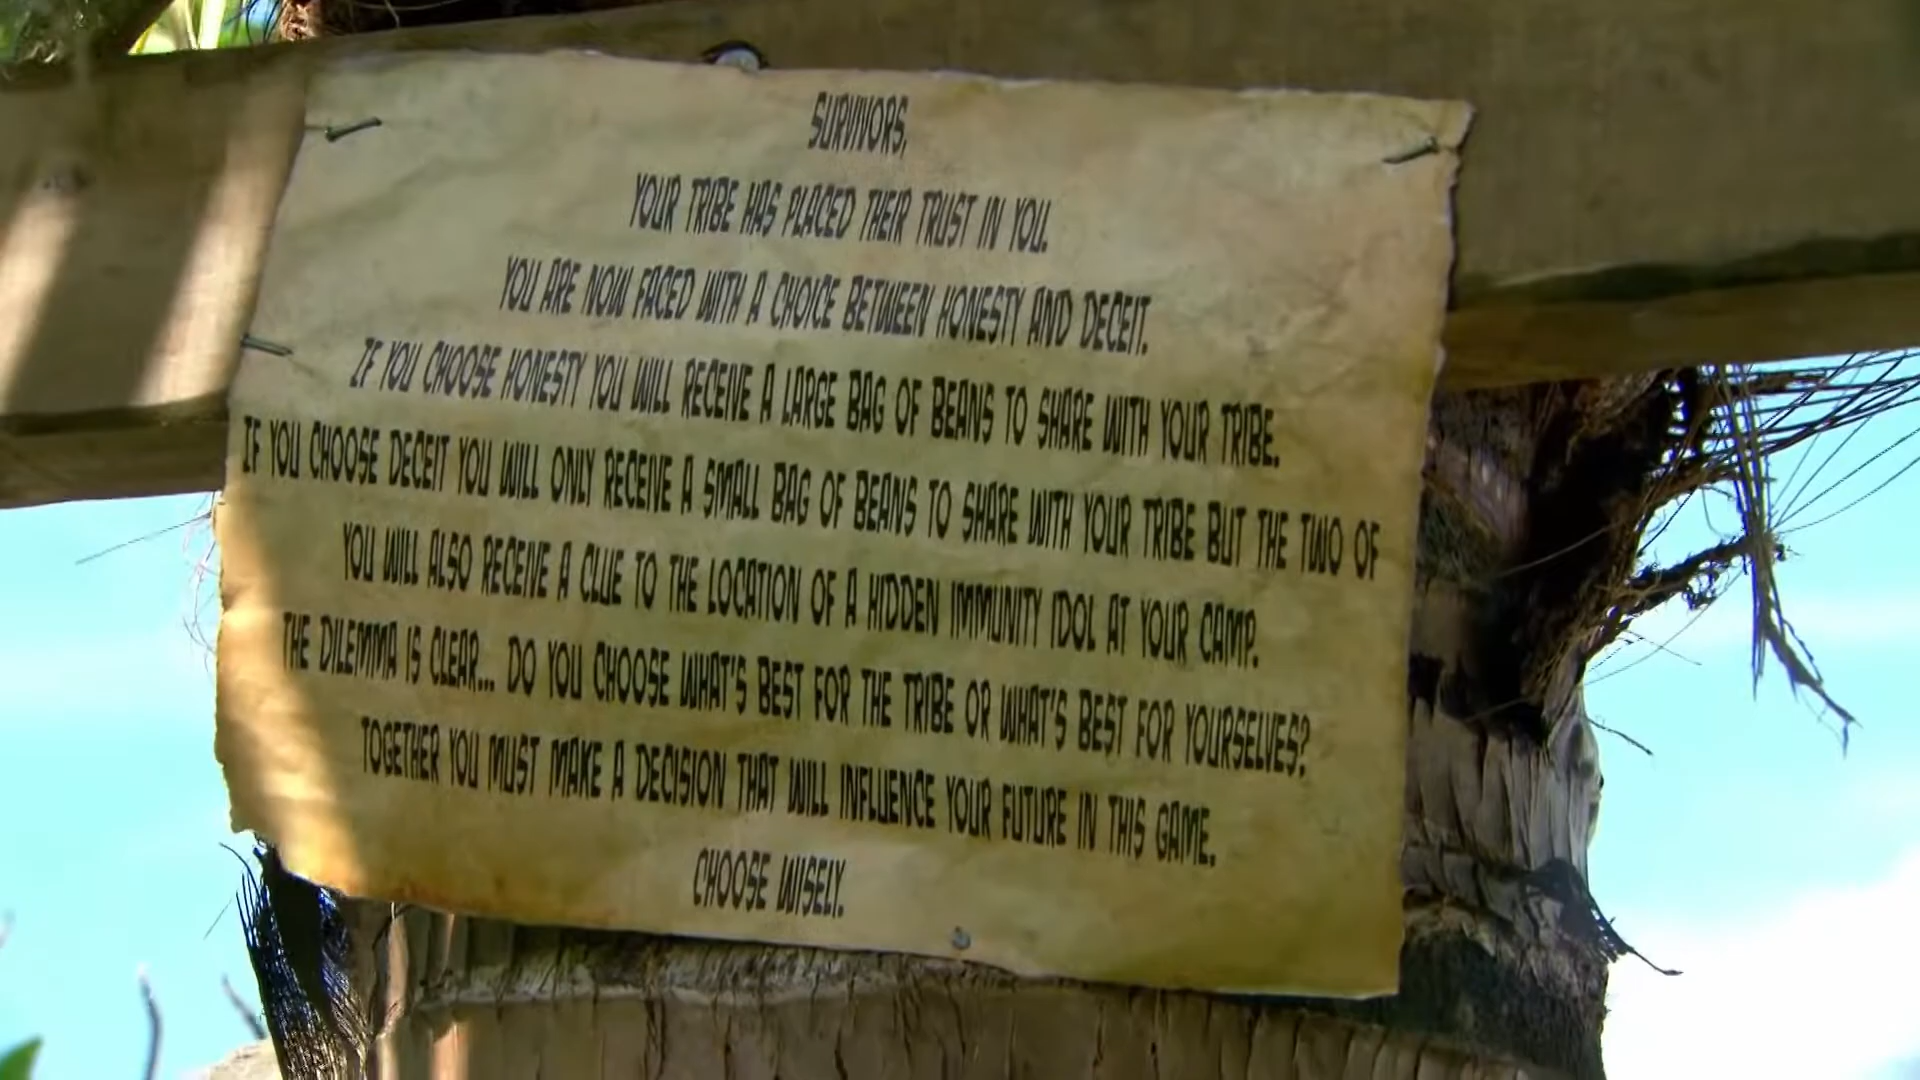 SURVIVORS,
YOUR TRIBE HAS PLACED THEIR TRUST IN YOU.
YOU ARE NOW FACED WITH A CHOICE BETWEEN HONESTY AND DECEIT.
IF YOU CHOOSE HONESTY YOU WILL RECEIVE A LARGE BAG OF BEANS TO SHARE WITH YOUR TRIBE.
IF YOU CHOOSE DECEIT YOU WILL ONLY RECEIVE A SMALL BAG OF BEANS TO SHARE WITH YOUR TRIBE BUT THE TWO OF
YOU WILL ALSO RECEIVE A CLUE TO THE LOCATION OF A HIDDEN IMMUNITY IDOL AT YOUR CAMP.
THE DILEMMA IS CLEAR... DO YOU CHOOSE WHAT'S BEST FOR THE TRIBE OR WHAT'S BEST FOR YOURSELVES?
TOGETHER YOU MUST MAKE A DECISION THAT WILL INFLUENCE YOUR FUTURE IN THIS GAME.
CHOOSE WISELY.